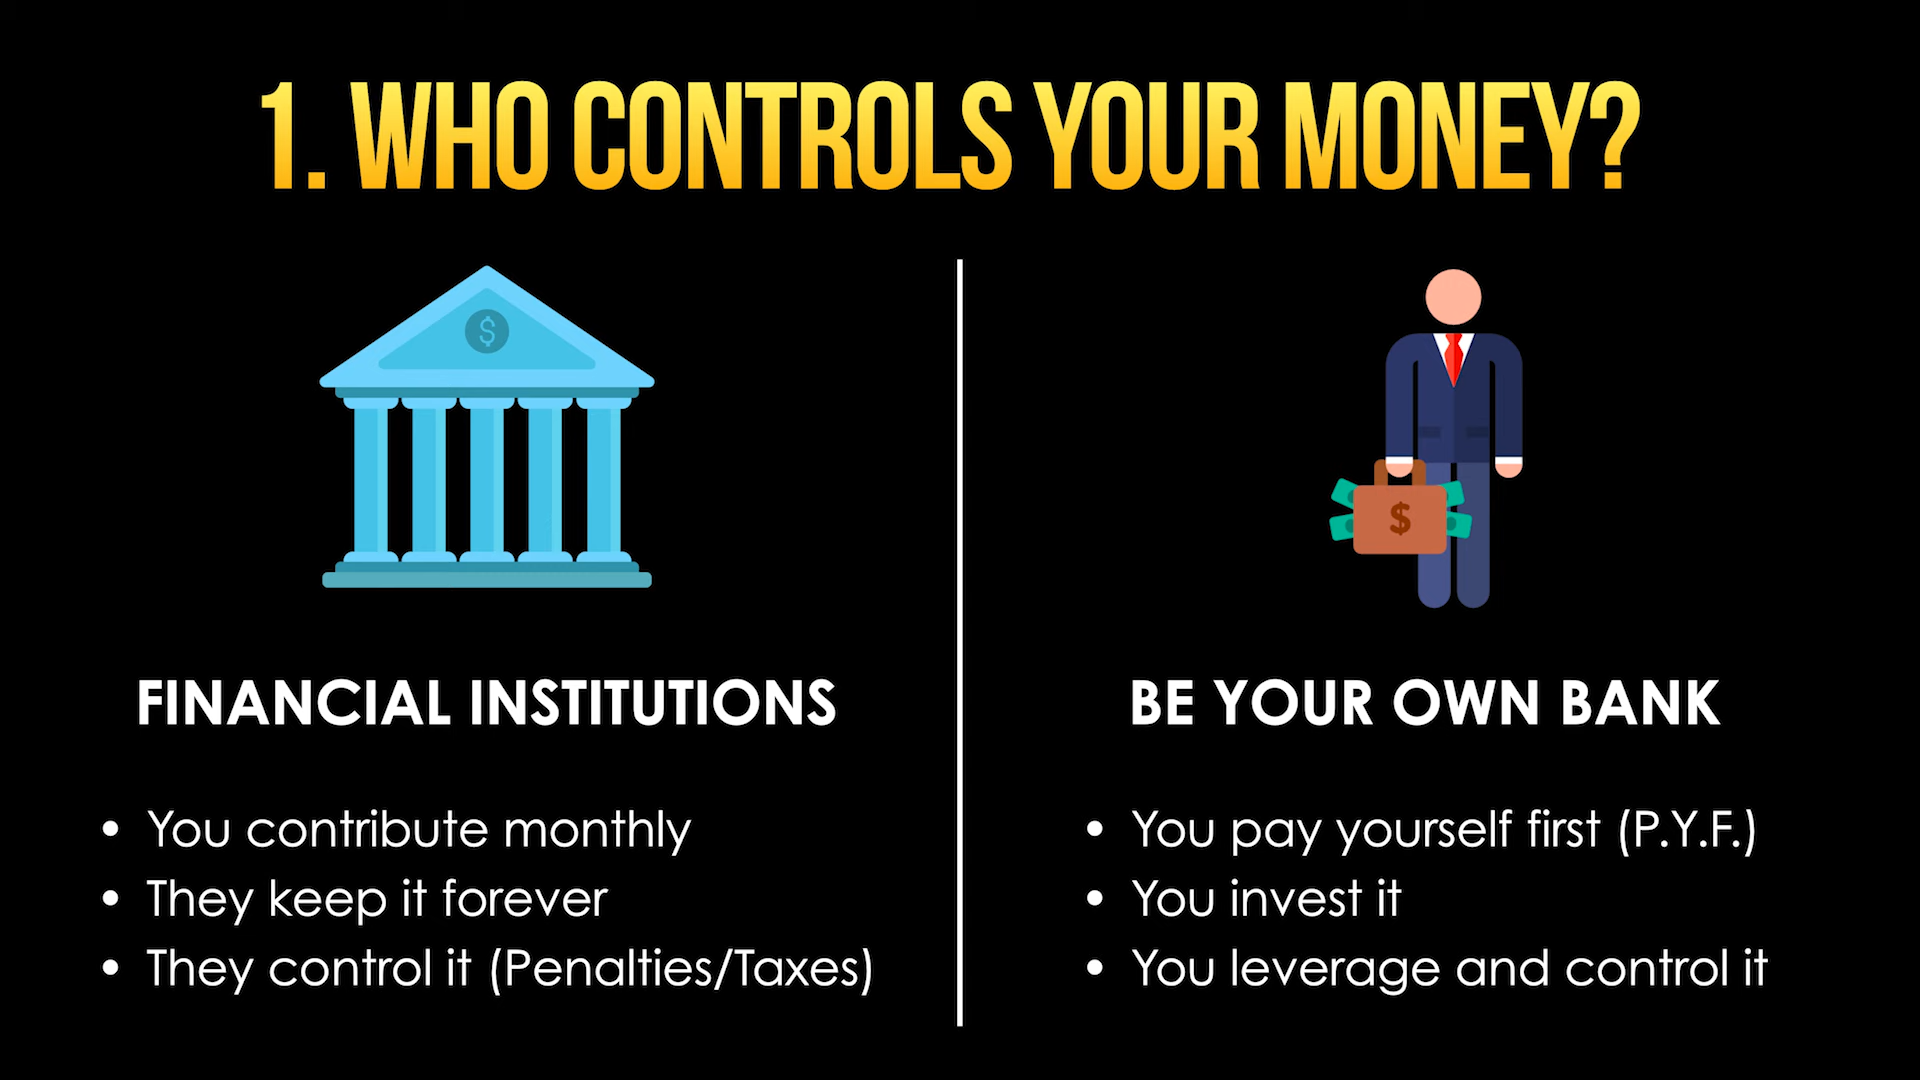 1. WHO CONTROLS YOUR MONEY?
$
$
FINANCIAL INSTITUTIONS
• You contribute monthly
• They keep it forever
• They control it (Penalties/Taxes)
BE YOUR OWN BANK
• You pay yourself first (P.Y.F.)
• You invest it
• You leverage and control it